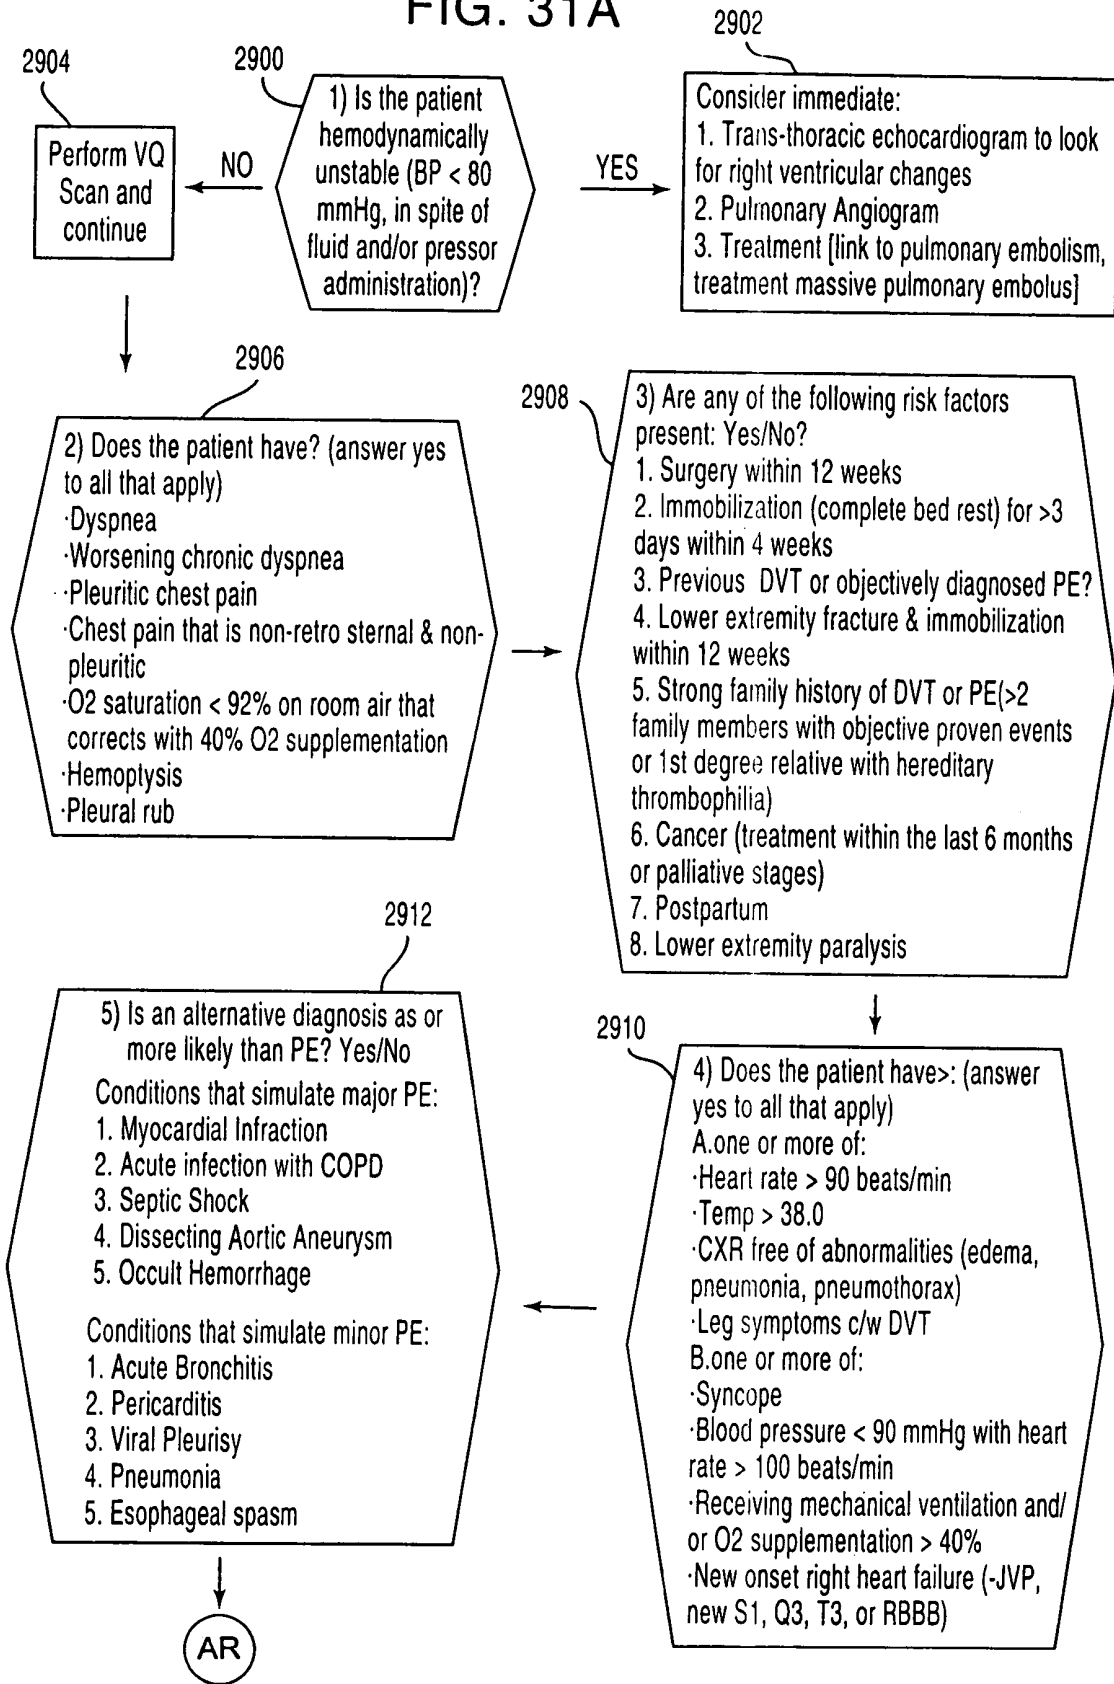 FIG. 31A
2904
2900
2902
Perform VQ
Scan and
continue
NO
1) Is the patient
hemodynamically
unstable (BP < 80
mmHg, in spite of
fluid and/or pressor
administration)?
YES
Consider immediate:
1. Trans-thoracic echocardiogram to look
for right ventricular changes
2. Pulmonary Angiogram
3. Treatment [link to pulmonary embolism,
treatment massive pulmonary embolus]
2906
2) Does the patient have? (answer yes
to all that apply)
·Dyspnea
·Worsening chronic dyspnea
·Pleuritic chest pain
·Chest pain that is non-retro sternal & non-
pleuritic
·O2 saturation < 92% on room air that
corrects with 40% O2 supplementation
·Hemoptysis
·Pleural rub
2908
3) Are any of the following risk factors
present: Yes/No?
1. Surgery within 12 weeks
2. Immobilization (complete bed rest) for >3
days within 4 weeks
3. Previous DVT or objectively diagnosed PE?
4. Lower extremity fracture & immobilization
within 12 weeks
5. Strong family history of DVT or PE(>2
family members with objective proven events
or 1st degree relative with hereditary
thrombophilia)
6. Cancer (treatment within the last 6 months
or palliative stages)
7. Postpartum
8. Lower extremity paralysis
2910
4) Does the patient have>: (answer
yes to all that apply)
A.one or more of:
·Heart rate > 90 beats/min
·Temp > 38.0
·CXR free of abnormalities (edema,
pneumonia, pneumothorax)
·Leg symptoms c/w DVT
B.one or more of:
·Syncope
·Blood pressure < 90 mmHg with heart
rate > 100 beats/min
·Receiving mechanical ventilation and/
or O2 supplementation > 40%
·New onset right heart failure (-JVP,
new S1, Q3, T3, or RBBB)
2912
5) Is an alternative diagnosis as or
more likely than PE? Yes/No
Conditions that simulate major PE:
1. Myocardial Infraction
2. Acute infection with COPD
3. Septic Shock
4. Dissecting Aortic Aneurysm
5. Occult Hemorrhage
Conditions that simulate minor PE:
1. Acute Bronchitis
2. Pericarditis
3. Viral Pleurisy
4. Pneumonia
5. Esophageal spasm
AR